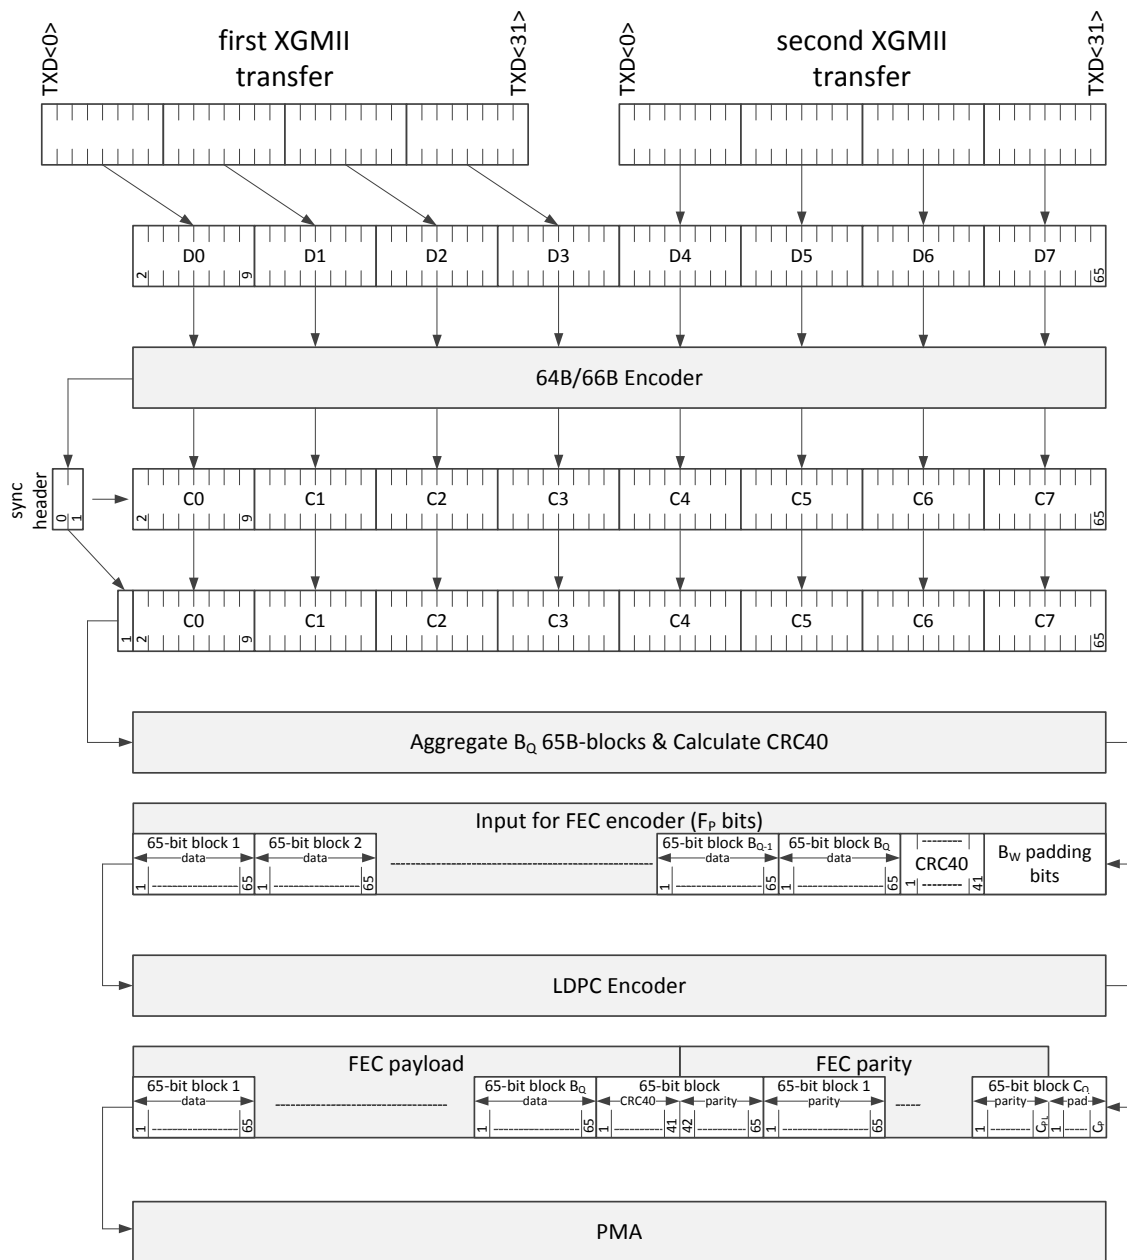 TXD<0>
first XGMII
transfer
TXD<31>
TXD<0>
second XGMII
transfer
TXD<31>
D0 D1 D2 D3 D4 D5 D6 D7
2 9 65
64B/66B Encoder
sync
header
0 1
C0 C1 C2 C3 C4 C5 C6 C7
2 9 65
C0 C1 C2 C3 C4 C5 C6 C7
1 2 9 65
Aggregate BQ 65B-blocks & Calculate CRC40
Input for FEC encoder (FP bits)
65-bit block 1 65-bit block 2 65-bit block BQ-1 65-bit block BQ
data data data data
CRC40
BW padding
bits
1 65 1 65 1 65 1 65 1 41
LDPC Encoder
FEC payload FEC parity
65-bit block 1 65-bit block BQ 65-bit block 65-bit block 1 65-bit block CQ
data data CRC40 parity parity parity pad
1 65 1 65 1 41 42 65 1 65 1 CPL 1 CP
PMA